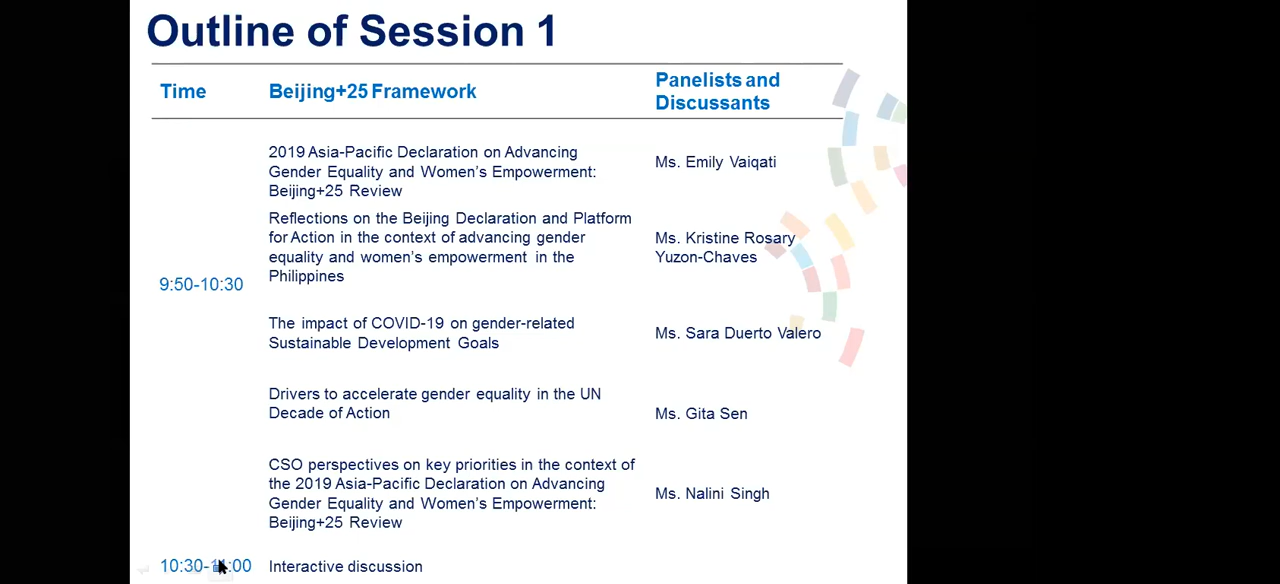 Outline of Session 1
Time
Beijing+25 Framework
Panelists and
Discussants
2019 Asia-Pacific Declaration on Advancing
Gender Equality and Women's Empowerment:
Beijing+25 Review
Ms. Emily Vaiqati
Reflections on the Beijing Declaration and Platform
for Action in the context of advancing gender
equality and women's empowerment in the
Philippines
Ms. Kristine Rosary
Yuzon-Chaves
9:50-10:30
The impact of COVID-19 on gender-related
Sustainable Development Goals
Ms. Sara Duerto Valero
Drivers to accelerate gender equality in the UN
Decade of Action
Ms. Gita Sen
CSO perspectives on key priorities in the context of
the 2019 Asia-Pacific Declaration on Advancing
Gender Equality and Women's Empowerment:
Beijing+25 Review
Ms. Nalini Singh
10:30-11:00
Interactive discussion